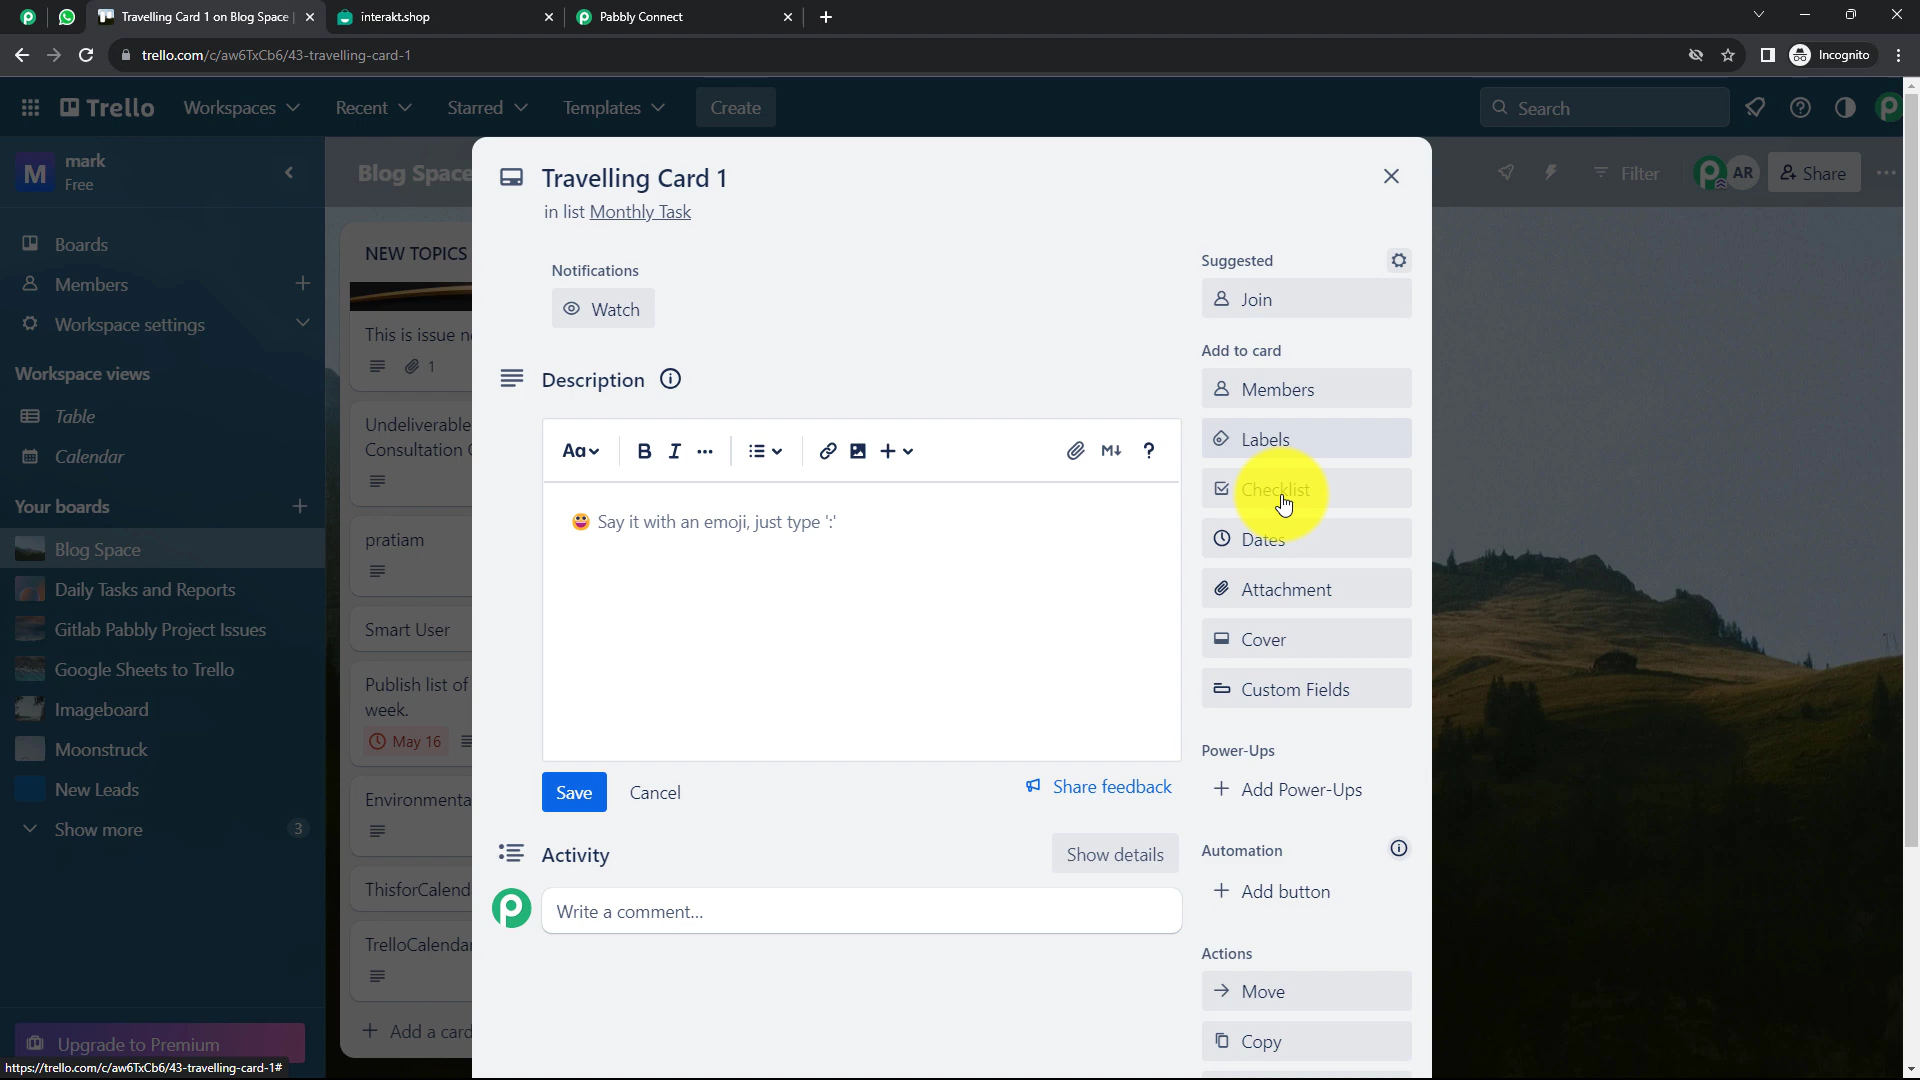 Travelling Card 1 on Blog Space
interakt.shop
Pabbly Connect
trello.com/c/aw6TxCb6/43-travelling-card-1
Incognito
Trello
Workspaces
Recent
Starred
Templates
Create
Search
M
mark
Free
Boards
Members
Workspace settings
Workspace views
Table
Calendar
Your boards
Blog Space
Daily Tasks and Reports
Gitlab Pabbly Project Issues
Google Sheets to Trello
Imageboard
Moonstruck
New Leads
Show more
3
Upgrade to Premium
https://trello.com/c/aw6TxCb6/43-travelling-card-1#
Blog Space
Filter
AR
Share
NEW TOPICS
This is issue
1
Undeliverable
Consultation
pratiam
Smart User
Publish list of
week.
May 16
Environmenta
ThisforCalend
TrelloCalenda
+ Add a card
Travelling Card 1
in list Monthly Task
Notifications
Watch
Description
Aa
B I ...
M
?
😀 Say it with an emoji, just type ':'
Save
Cancel
Share feedback
Activity
Show details
Write a comment...
Suggested
Join
Add to card
Members
Labels
Checklist
Dates
Attachment
Cover
Custom Fields
Power-Ups
+ Add Power-Ups
Automation
+ Add button
Actions
Move
Copy